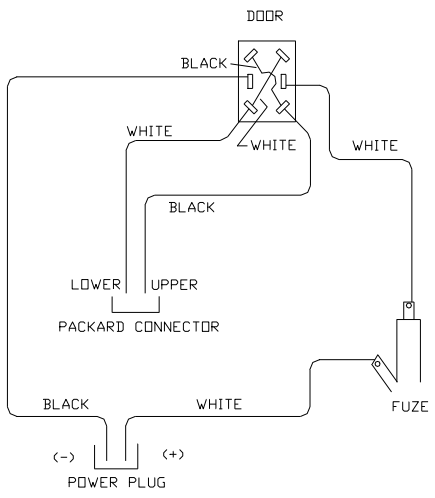 DOOR
BLACK
WHITE
WHITE
WHITE
BLACK
LOWER UPPER
PACKARD CONNECTOR
BLACK
WHITE
FUZE
(-)
(+)
POWER PLUG